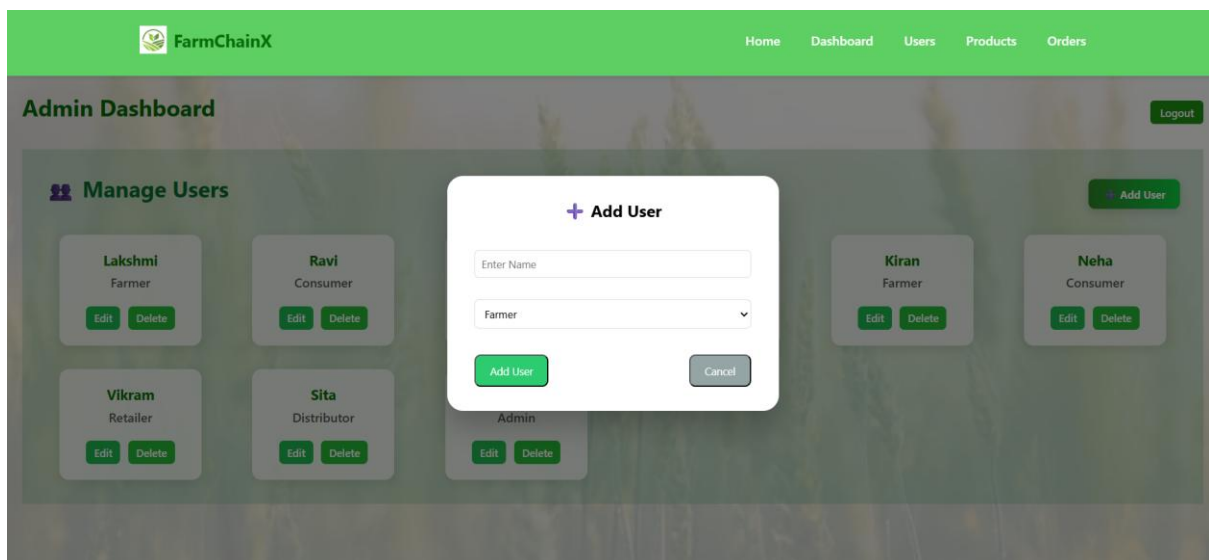 FarmChainX
Home Dashboard Users Products Orders
Admin Dashboard
Logout
Manage Users
Add User
Add User
Enter Name
Farmer
Add User Cancel
Lakshmi
Farmer
Edit Delete
Ravi
Consumer
Edit Delete
Kiran
Farmer
Edit Delete
Neha
Consumer
Edit Delete
Vikram
Retailer
Edit Delete
Sita
Distributor
Edit Delete
Admin
Edit Delete